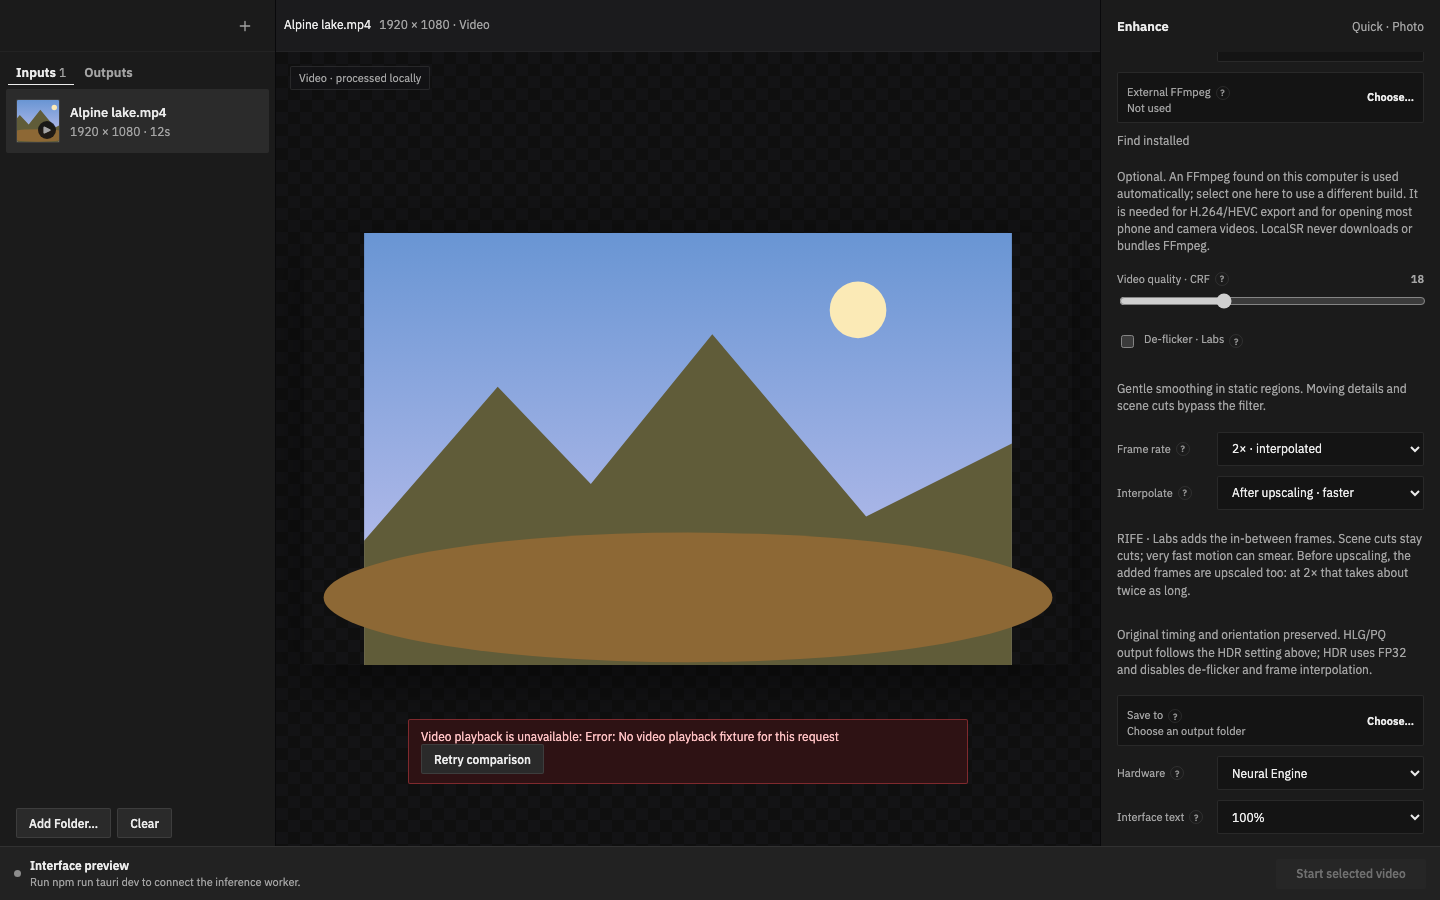 Alpine lake.mp4 1920 × 1080 · Video
Enhance
Quick · Photo
Inputs 1 Outputs
Alpine lake.mp4
1920 × 1080 · 12s
Video · processed locally
External FFmpeg ?
Not used
Choose...
Find installed
Optional. An FFmpeg found on this computer is used
automatically; select one here to use a different build. It
is needed for H.264/HEVC export and for opening most
phone and camera videos. LocalSR never downloads or
bundles FFmpeg.
Video quality · CRF ? 18
De-flicker · Labs ?
Gentle smoothing in static regions. Moving details and
scene cuts bypass the filter.
Frame rate ? 2× · interpolated
Interpolate ? After upscaling · faster
RIFE · Labs adds the in-between frames. Scene cuts stay
cuts; very fast motion can smear. Before upscaling, the
added frames are upscaled too: at 2× that takes about
twice as long.
Original timing and orientation preserved. HLG/PQ
output follows the HDR setting above; HDR uses FP32
and disables de-flicker and frame interpolation.
Save to ?
Choose an output folder
Choose...
Hardware ? Neural Engine
Interface text ? 100%
Video playback is unavailable: Error: No video playback fixture for this request
Retry comparison
Add Folder... Clear
Interface preview
Run npm run tauri dev to connect the inference worker.
Start selected video